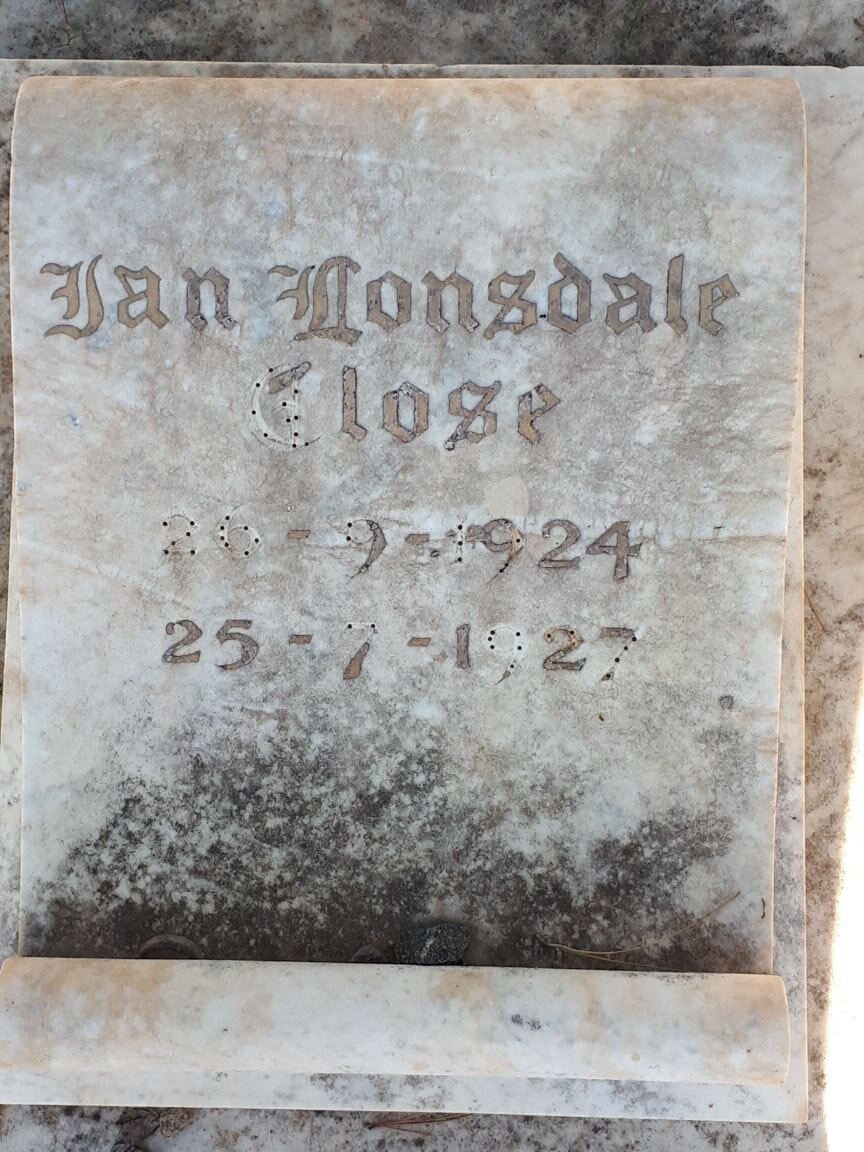 Ian Lonsdale
Close
26 - 9 - 1924
25 - 7 - 1927